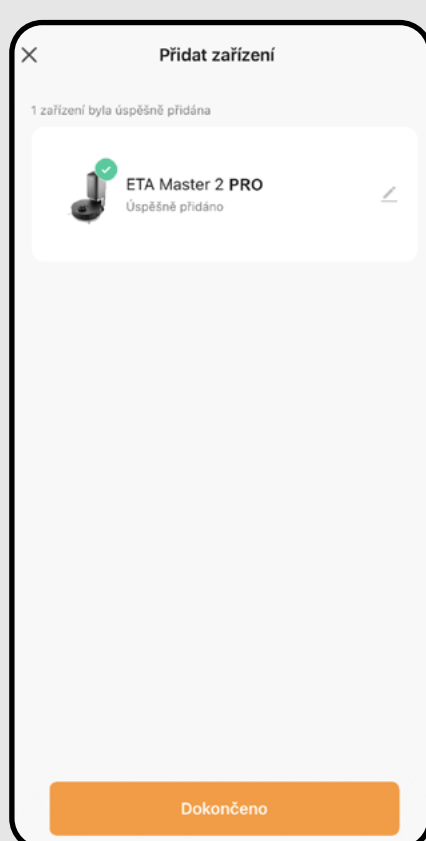 Přidat zařízení
1 zařízení byla úspěšně přidána
ETA Master 2 PRO
Úspěšně přidáno
Dokončeno